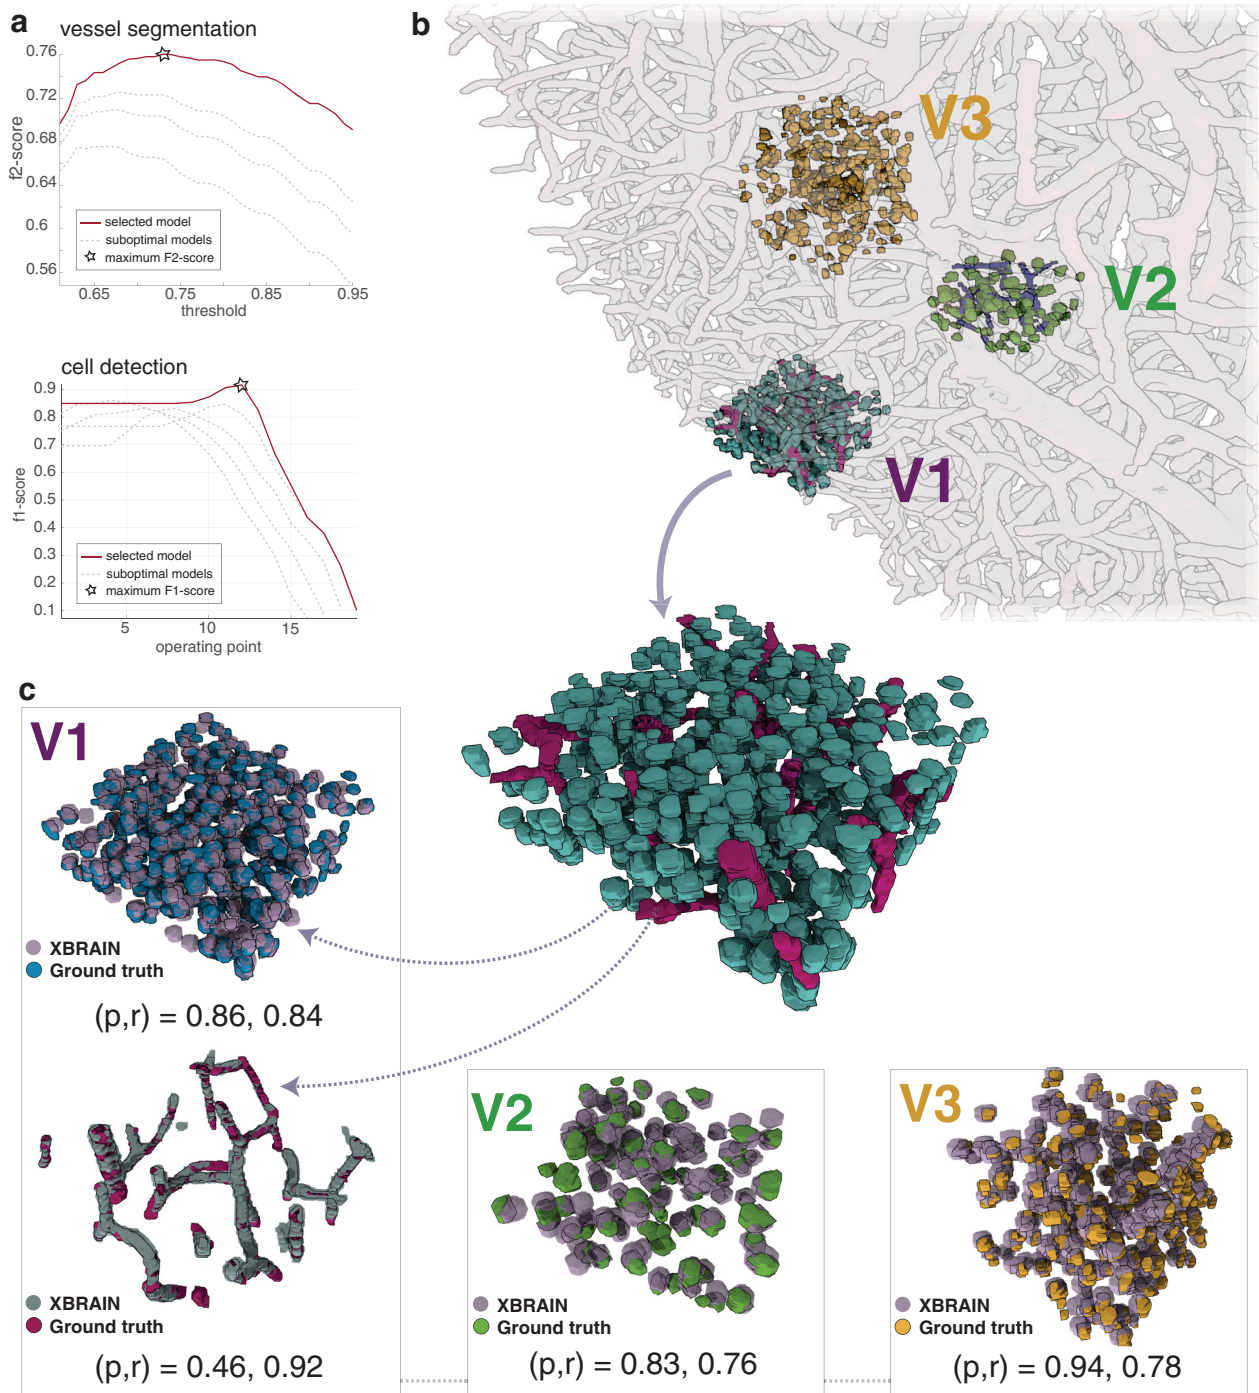 a
vessel segmentation
0.76
0.72
0.68
0.64
0.6
0.56
f2-score
selected model
suboptimal models
maximum F2-score
0.65
0.75
0.85
0.95
threshold
cell detection
0.9
0.8
0.7
0.6
0.5
0.4
0.3
0.2
0.1
f1-score
selected model
suboptimal models
maximum F1-score
5
10
15
operating point
b
V3
V2
V1
c
V1
XBRAIN
Ground truth
(p,r) = 0.86, 0.84
XBRAIN
Ground truth
(p,r) = 0.46, 0.92
V2
XBRAIN
Ground truth
(p,r) = 0.83, 0.76
V3
XBRAIN
Ground truth
(p,r) = 0.94, 0.78